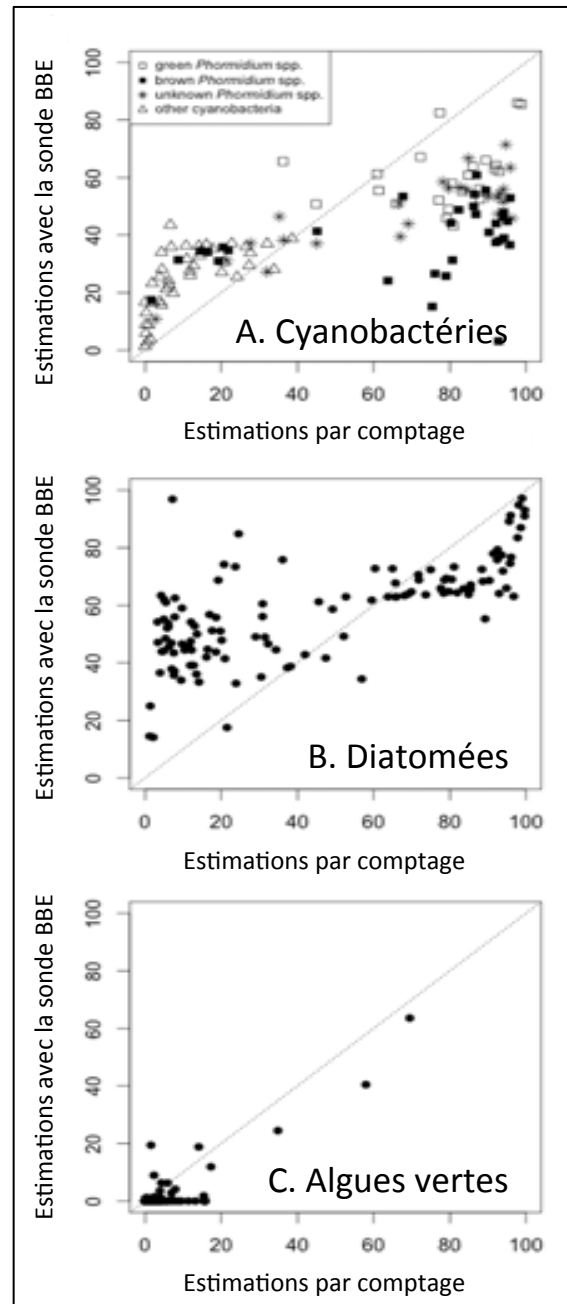 Estimations avec la sonde BBE
100
80
60
40
20
0
green Phormidium spp.
brown Phormidium spp.
unknown Phormidium spp.
other cyanobacteria
A. Cyanobactéries
0 20 40 60 80 100
Estimations par comptage
Estimations avec la sonde BBE
100
80
60
40
20
0
B. Diatomées
0 20 40 60 80 100
Estimations par comptage
Estimations avec la sonde BBE
100
80
60
40
20
0
C. Algues vertes
0 20 40 60 80 100
Estimations par comptage